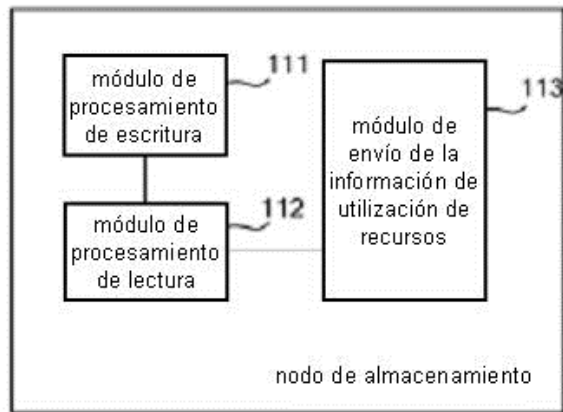 módulo de
procesamiento
de escritura
111
módulo de
procesamiento
de lectura
112
módulo de
envío de la
información de
utilización de
recursos
113
nodo de almacenamiento